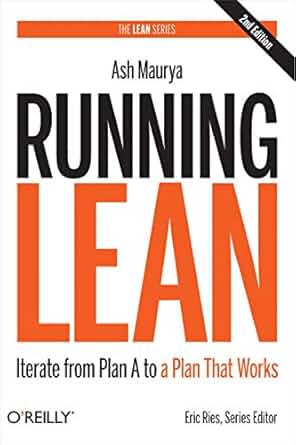 THE LEAN SERIES
2nd Edition
Ash Maurya
RUNNING
LEAN
Iterate from Plan A to a Plan That Works
O'REILLY®
Eric Ries, Series Editor